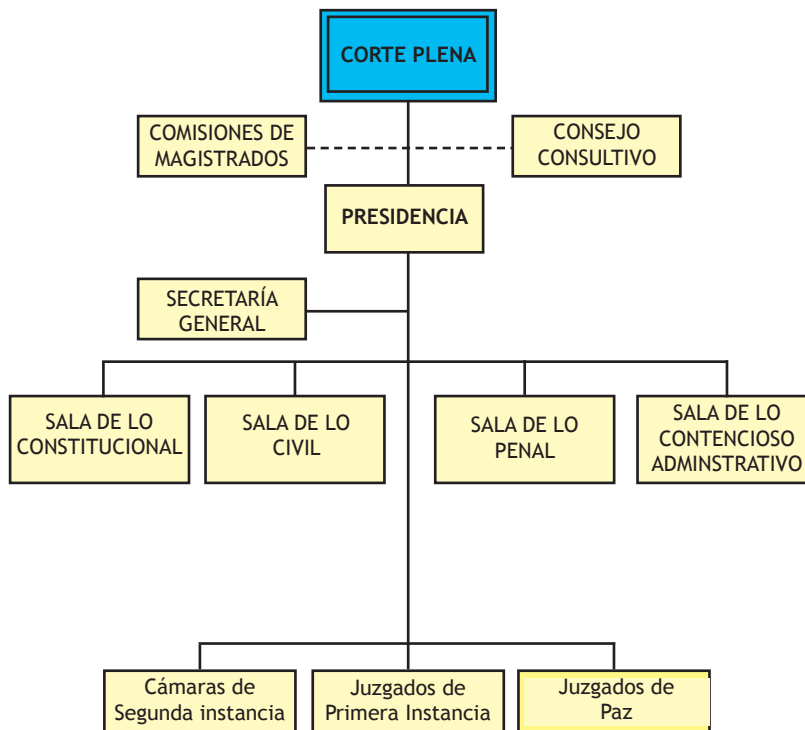 CORTE PLENA
COMISIONES DE
MAGISTRADOS
CONSEJO
CONSULTIVO
PRESIDENCIA
SECRETARÍA
GENERAL
SALA DE LO
CONSTITUCIONAL
SALA DE LO
CIVIL
SALA DE LO
PENAL
SALA DE LO
CONTENCIOSO
ADMINSTRATIVO
Cámaras de
Segunda instancia
Juzgados de
Primera Instancia
Juzgados de
Paz